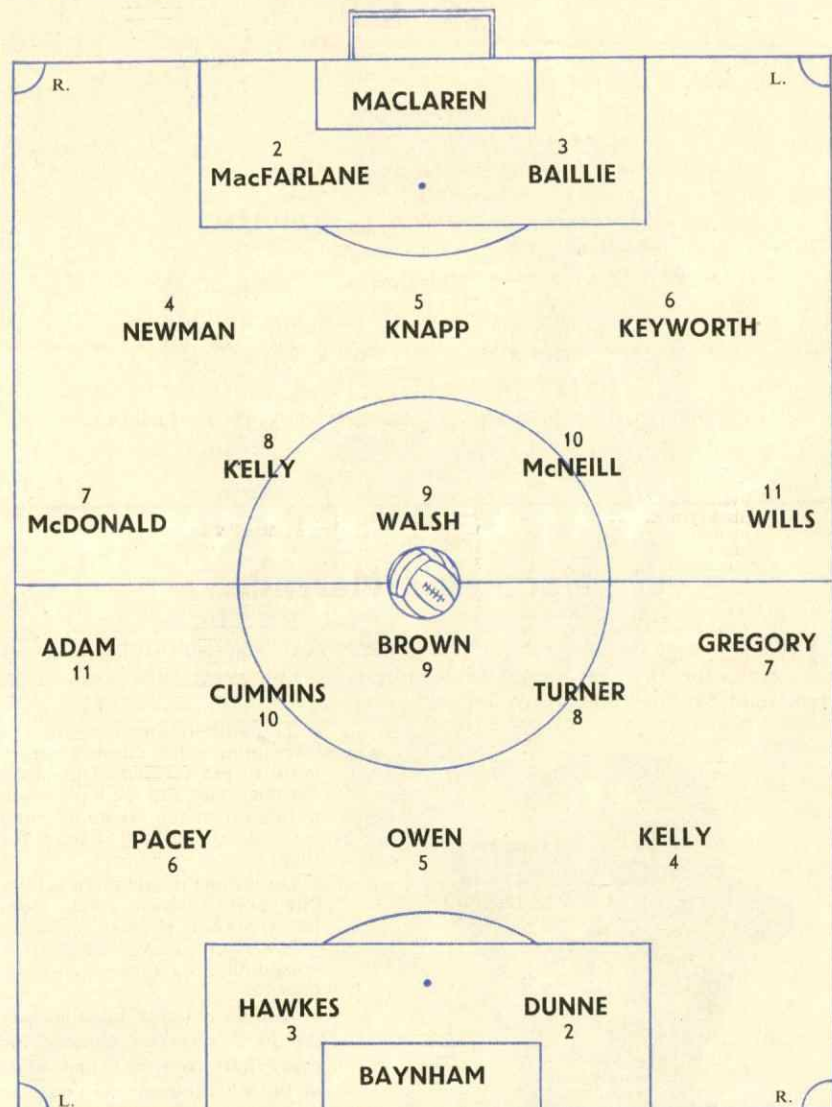 R. L.
MACLAREN
2 3
MacFARLANE BAILLIE
4 5 6
NEWMAN KNAPP KEYWORTH
8 10
KELLY McNEILL
7 9 11
McDONALD WALSH WILLS
ADAM BROWN GREGORY
11 9 7
CUMMINS TURNER
10 8
PACEY OWEN KELLY
6 5 4
HAWKES DUNNE
3 2
BAYNHAM
L. R.